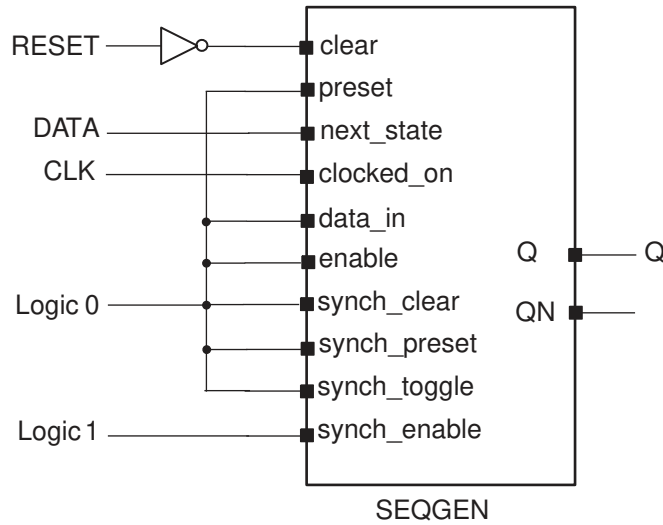 RESET
clear
preset
DATA
next_state
CLK
clocked_on
data_in
enable
Q
Q
Logic 0
synch_clear
QN
synch_preset
synch_toggle
Logic 1
synch_enable
SEQGEN